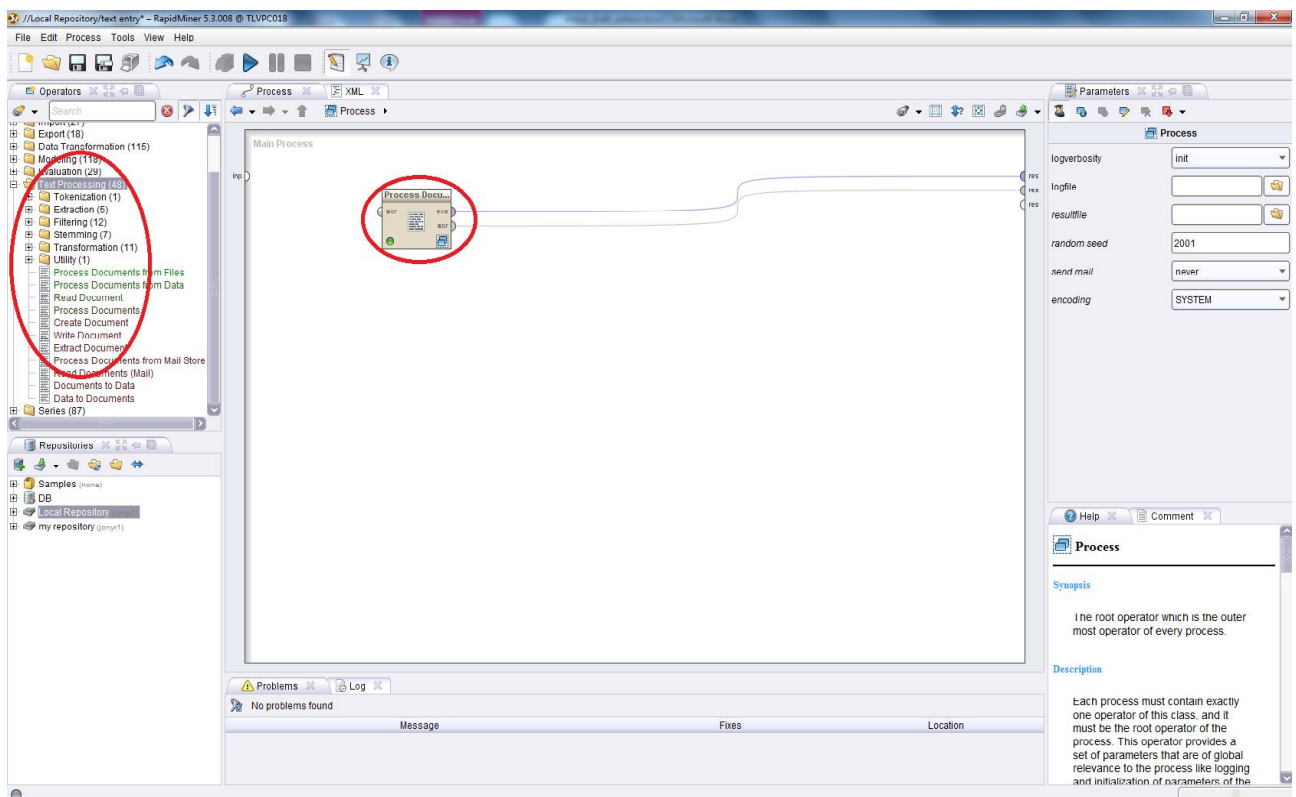 //Local Repository/text entry* – RapidMiner 5.3.008 @ TLVPC018
File Edit Process Tools View Help
Operators
Search
Export (18)
Data Transformation (115)
Modeling (118)
Evaluation (29)
Text Processing (48)
Tokenization (1)
Extraction (5)
Filtering (12)
Stemming (7)
Transformation (11)
Utility (1)
Process Documents from Files
Process Documents from Data
Read Document
Process Documents
Create Document
Write Document
Extract Document
Process Documents from Mail Store
Read Documents (Mail)
Documents to Data
Data to Documents
Series (87)
Repositories
Samples (none)
DB
Local Repository
my repository (jonyr1)
Process XML
Process
Main Process
inp
Process Docu...
wor exa
wor
res
res
res
Problems Log
No problems found
Message Fixes Location
Parameters
Process
logverbosity init
logfile
resultfile
random seed 2001
send mail never
encoding SYSTEM
Help Comment
Process
Synopsis
The root operator which is the outer
most operator of every process.
Description
Each process must contain exactly
one operator of this class, and it
must be the root operator of the
process. This operator provides a
set of parameters that are of global
relevance to the process like logging
and initialization of parameters of the